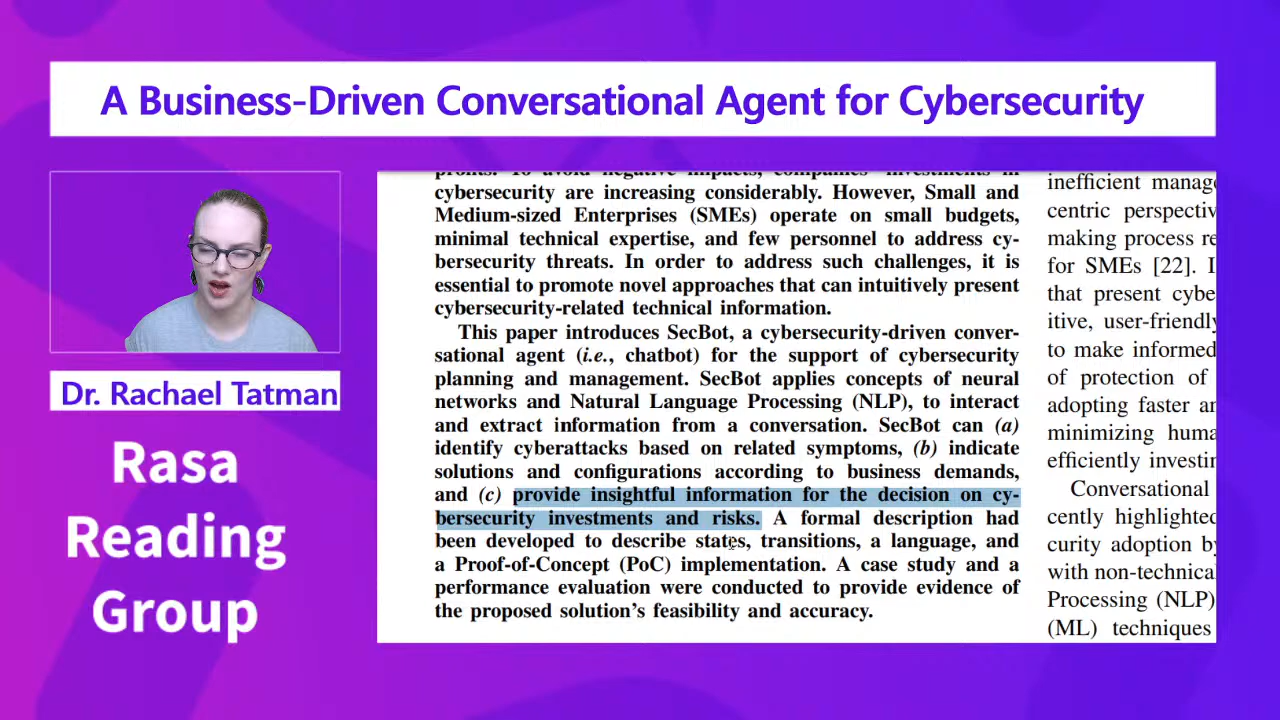 A Business-Driven Conversational Agent for Cybersecurity
Dr. Rachael Tatman
Rasa
Reading
Group
profits. To avoid negative impacts, companies' investments in
cybersecurity are increasing considerably. However, Small and
Medium-sized Enterprises (SMEs) operate on small budgets,
minimal technical expertise, and few personnel to address cy-
bersecurity threats. In order to address such challenges, it is
essential to promote novel approaches that can intuitively present
cybersecurity-related technical information.
This paper introduces SecBot, a cybersecurity-driven conver-
sational agent (i.e., chatbot) for the support of cybersecurity
planning and management. SecBot applies concepts of neural
networks and Natural Language Processing (NLP), to interact
and extract information from a conversation. SecBot can (a)
identify cyberattacks based on related symptoms, (b) indicate
solutions and configurations according to business demands,
and (c) provide insightful information for the decision on cy-
bersecurity investments and risks. A formal description had
been developed to describe states, transitions, a language, and
a Proof-of-Concept (PoC) implementation. A case study and a
performance evaluation were conducted to provide evidence of
the proposed solution's feasibility and accuracy.
inefficient manag
centric perspectiv
making process re
for SMEs [22]. I
that present cybe
itive, user-friendly
to make informed
of protection of
adopting faster an
minimizing huma
efficiently investin
Conversational
cently highlighted
curity adoption by
with non-technica
Processing (NLP)
(ML) techniques